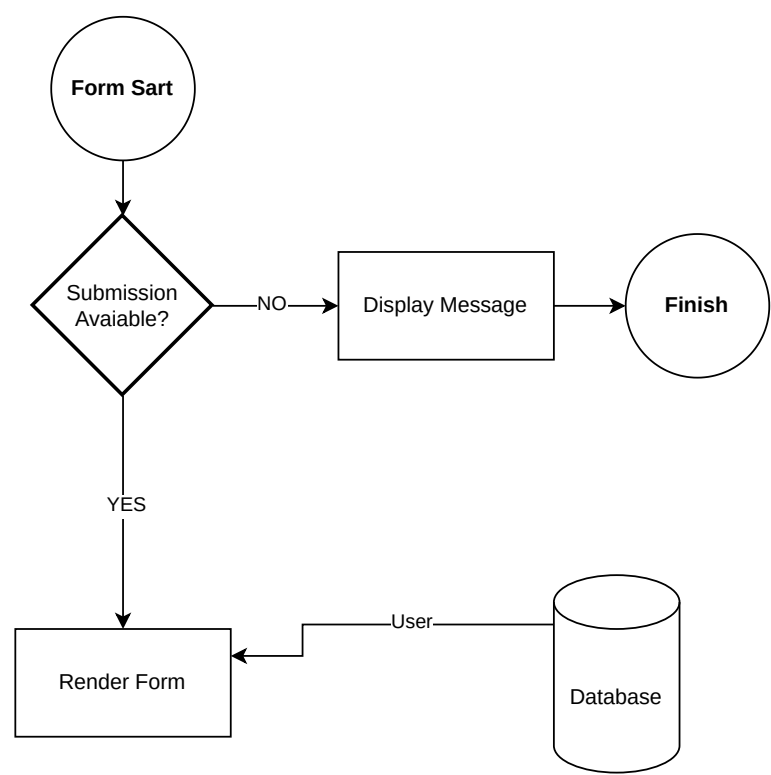 Form Sart
Submission
Avaiable?
NO
Display Message
Finish
YES
User
Render Form
Database